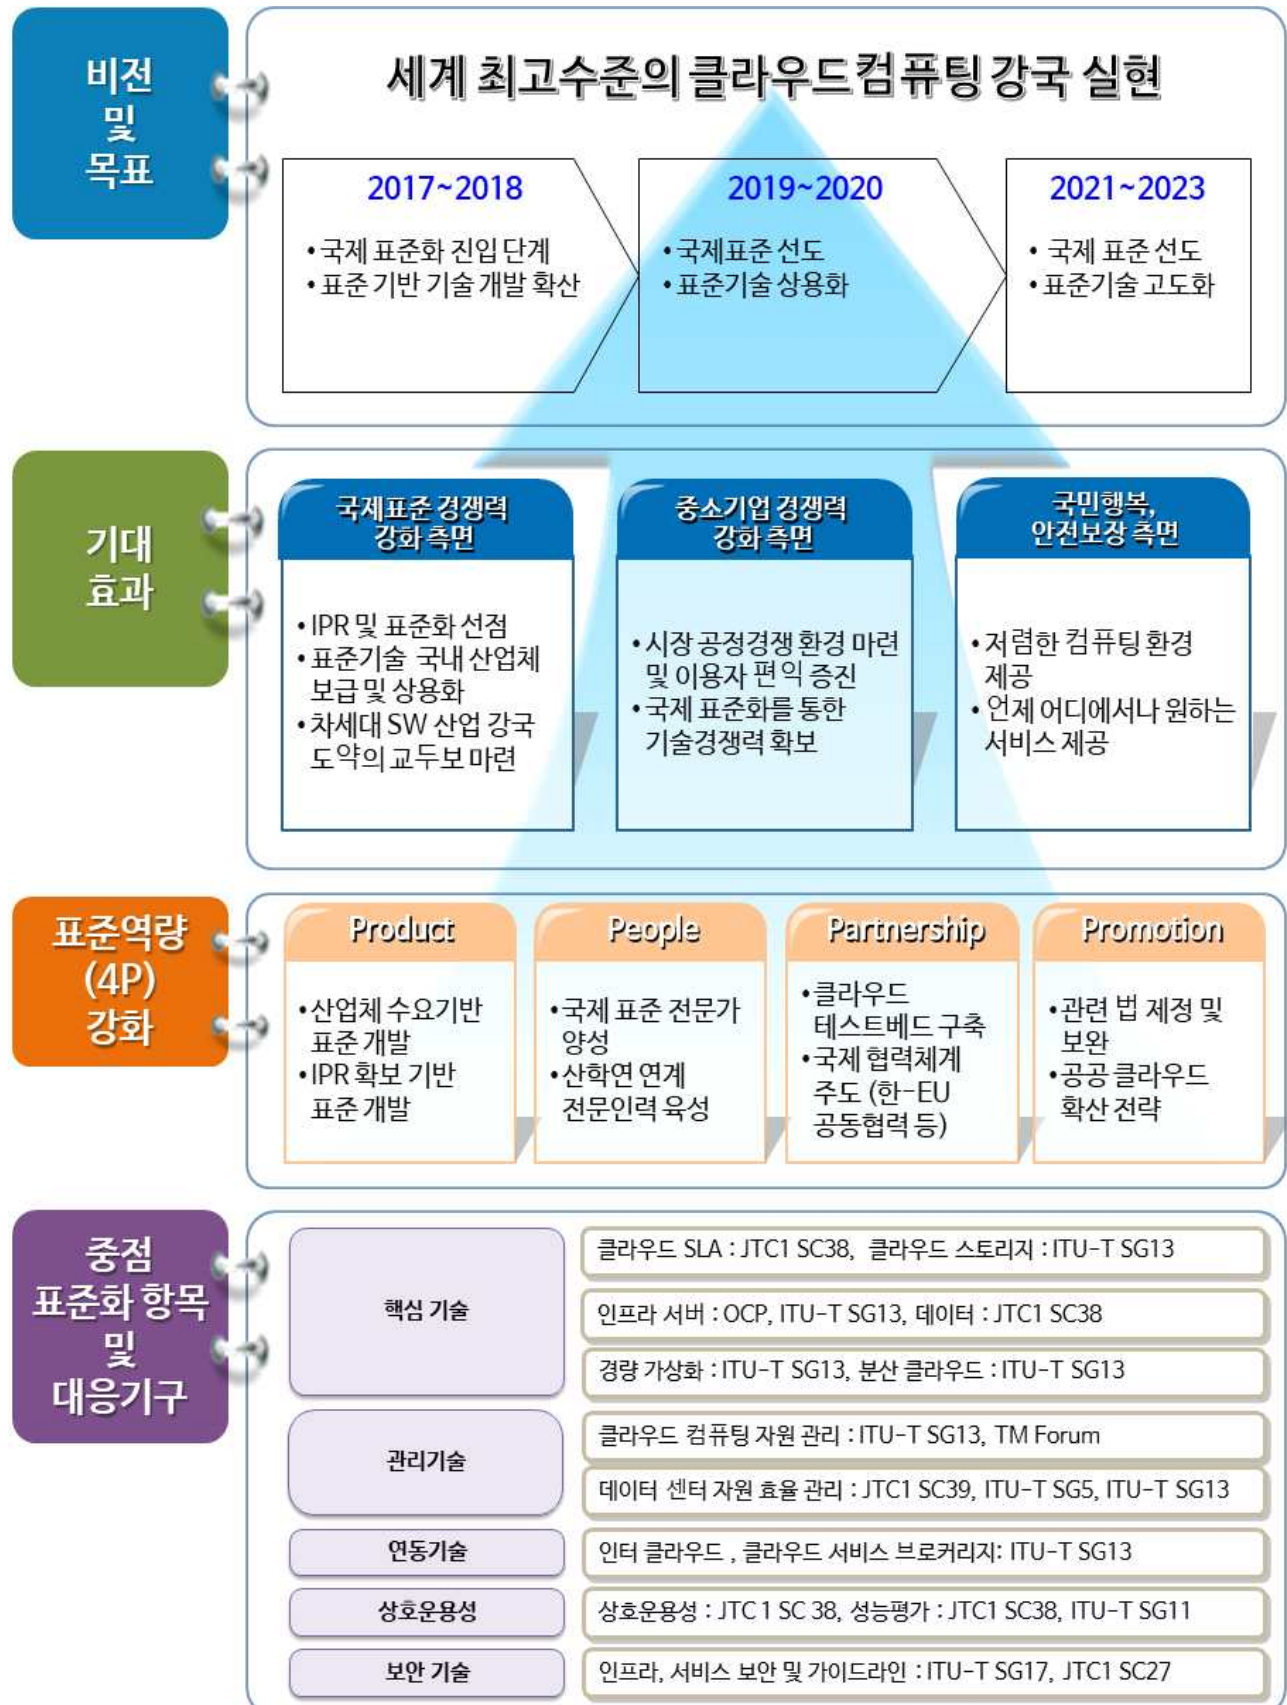 비전
및
목표
세계 최고수준의 클라우드컴퓨팅 강국 실현
2017~2018
• 국제 표준화 진입 단계
• 표준 기반 기술 개발 확산
2019~2020
• 국제표준 선도
• 표준기술 상용화
2021~2023
• 국제 표준 선도
• 표준기술 고도화
기대
효과
국제표준 경쟁력
강화 측면
• IPR 및 표준화 선점
• 표준기술 국내 산업체
보급 및 상용화
• 차세대 SW 산업 강국
도약의 교두보 마련
중소기업 경쟁력
강화 측면
• 시장 공정경쟁 환경 마련
및 이용자 편익 증진
• 국제 표준화를 통한
기술경쟁력 확보
국민행복,
안전보장 측면
• 저렴한 컴퓨팅 환경
제공
• 언제 어디에서나 원하는
서비스 제공
표준역량
(4P)
강화
Product
• 산업체 수요기반
표준 개발
• IPR 확보 기반
표준 개발
People
• 국제 표준 전문가
양성
• 산학연 연계
전문인력 육성
Partnership
• 클라우드
테스트베드 구축
• 국제 협력체계
주도 (한-EU
공동협력 등)
Promotion
• 관련 법 제정 및
보완
• 공공 클라우드
확산 전략
중점
표준화 항목
및
대응기구
핵심 기술
클라우드 SLA : JTC1 SC38, 클라우드 스토리지 : ITU-T SG13
인프라 서버 : OCP, ITU-T SG13, 데이터 : JTC1 SC38
경량 가상화 : ITU-T SG13, 분산 클라우드 : ITU-T SG13
관리기술
클라우드 컴퓨팅 자원 관리 : ITU-T SG13, TM Forum
데이터 센터 자원 효율 관리 : JTC1 SC39, ITU-T SG5, ITU-T SG13
연동기술
인터 클라우드 , 클라우드 서비스 브로커리지: ITU-T SG13
상호운용성
상호운용성 : JTC 1 SC 38, 성능평가 : JTC1 SC38, ITU-T SG11
보안 기술
인프라, 서비스 보안 및 가이드라인 : ITU-T SG17, JTC1 SC27